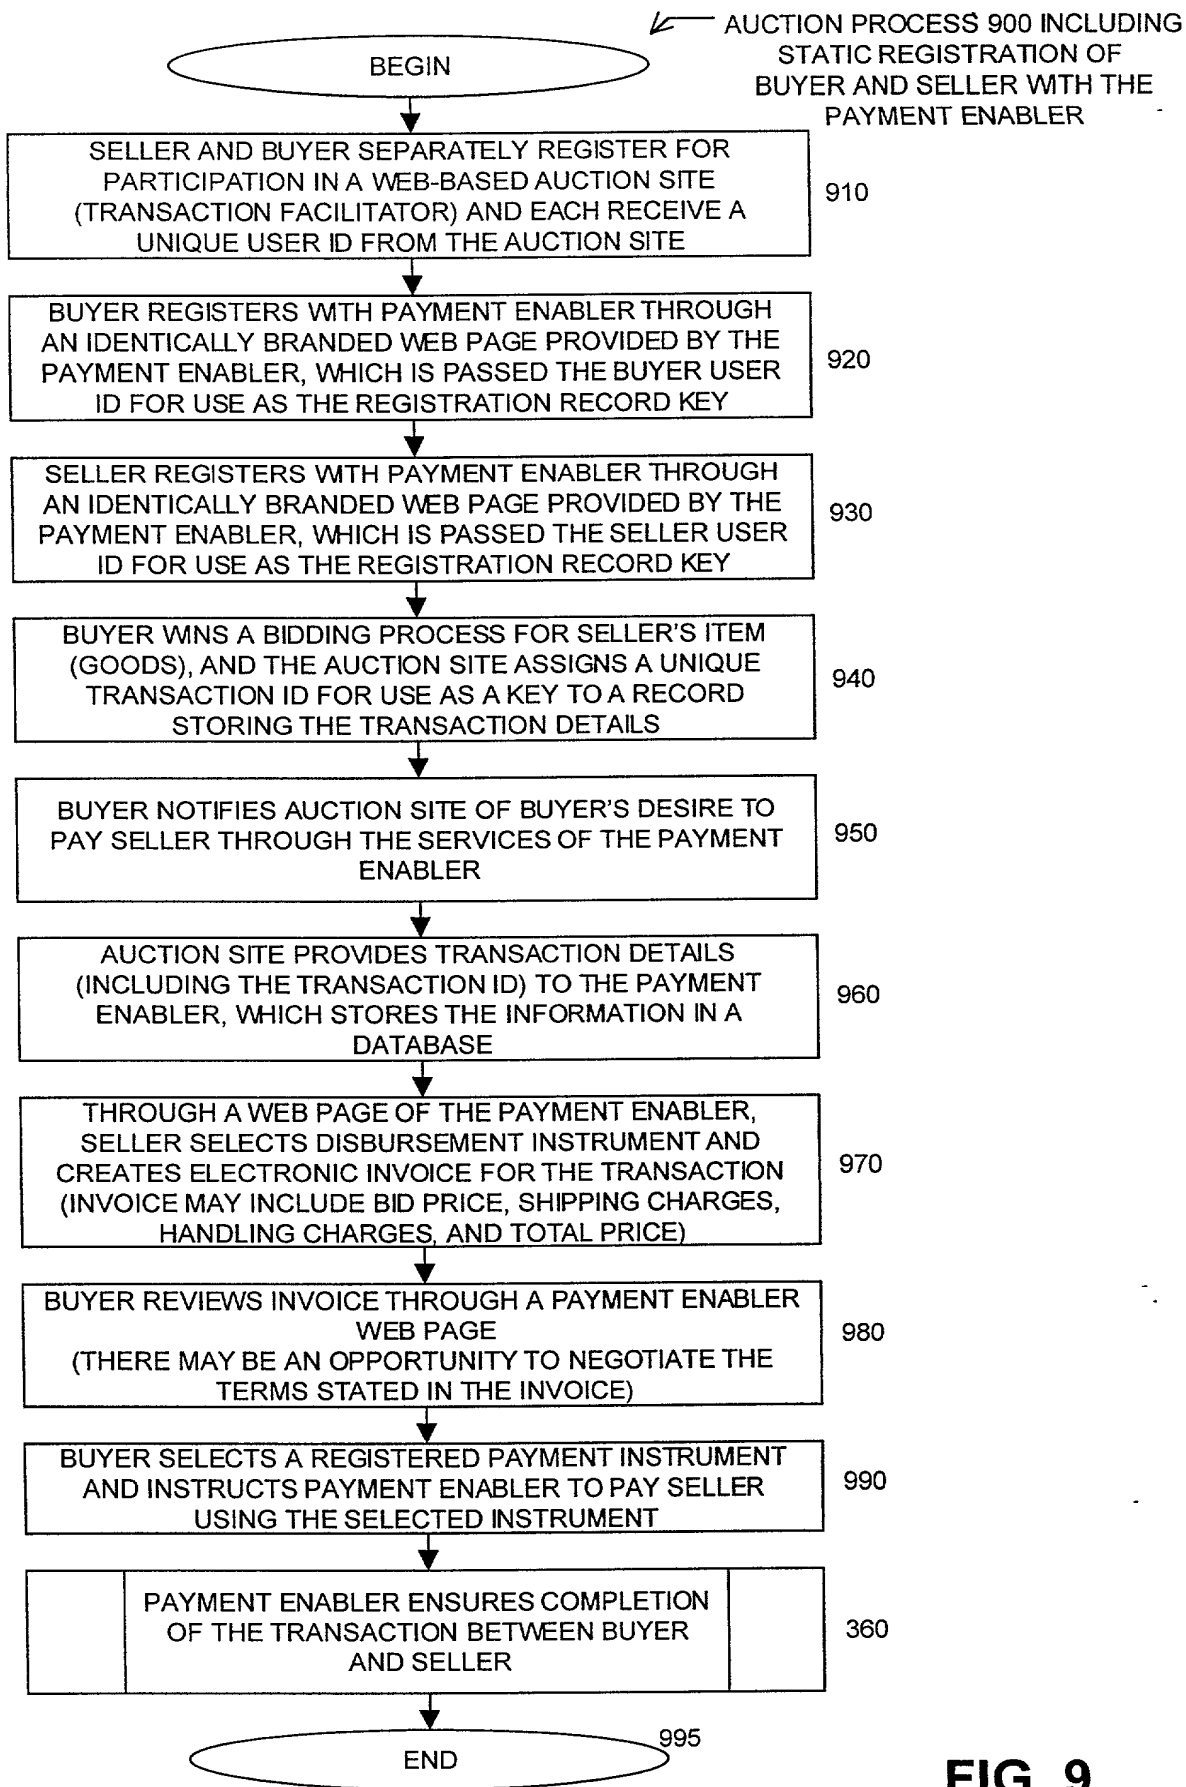 AUCTION PROCESS 900 INCLUDING
STATIC REGISTRATION OF
BUYER AND SELLER WITH THE
PAYMENT ENABLER
BEGIN
SELLER AND BUYER SEPARATELY REGISTER FOR
PARTICIPATION IN A WEB-BASED AUCTION SITE
(TRANSACTION FACILITATOR) AND EACH RECEIVE A
UNIQUE USER ID FROM THE AUCTION SITE
910
BUYER REGISTERS WITH PAYMENT ENABLER THROUGH
AN IDENTICALLY BRANDED WEB PAGE PROVIDED BY THE
PAYMENT ENABLER, WHICH IS PASSED THE BUYER USER
ID FOR USE AS THE REGISTRATION RECORD KEY
920
SELLER REGISTERS WITH PAYMENT ENABLER THROUGH
AN IDENTICALLY BRANDED WEB PAGE PROVIDED BY THE
PAYMENT ENABLER, WHICH IS PASSED THE SELLER USER
ID FOR USE AS THE REGISTRATION RECORD KEY
930
BUYER WINS A BIDDING PROCESS FOR SELLER'S ITEM
(GOODS), AND THE AUCTION SITE ASSIGNS A UNIQUE
TRANSACTION ID FOR USE AS A KEY TO A RECORD
STORING THE TRANSACTION DETAILS
940
BUYER NOTIFIES AUCTION SITE OF BUYER'S DESIRE TO
PAY SELLER THROUGH THE SERVICES OF THE PAYMENT
ENABLER
950
AUCTION SITE PROVIDES TRANSACTION DETAILS
(INCLUDING THE TRANSACTION ID) TO THE PAYMENT
ENABLER, WHICH STORES THE INFORMATION IN A
DATABASE
960
THROUGH A WEB PAGE OF THE PAYMENT ENABLER,
SELLER SELECTS DISBURSEMENT INSTRUMENT AND
CREATES ELECTRONIC INVOICE FOR THE TRANSACTION
(INVOICE MAY INCLUDE BID PRICE, SHIPPING CHARGES,
HANDLING CHARGES, AND TOTAL PRICE)
970
BUYER REVIEWS INVOICE THROUGH A PAYMENT ENABLER
WEB PAGE
(THERE MAY BE AN OPPORTUNITY TO NEGOTIATE THE
TERMS STATED IN THE INVOICE)
980
BUYER SELECTS A REGISTERED PAYMENT INSTRUMENT
AND INSTRUCTS PAYMENT ENABLER TO PAY SELLER
USING THE SELECTED INSTRUMENT
990
PAYMENT ENABLER ENSURES COMPLETION
OF THE TRANSACTION BETWEEN BUYER
AND SELLER
360
END
995
FIG. 9